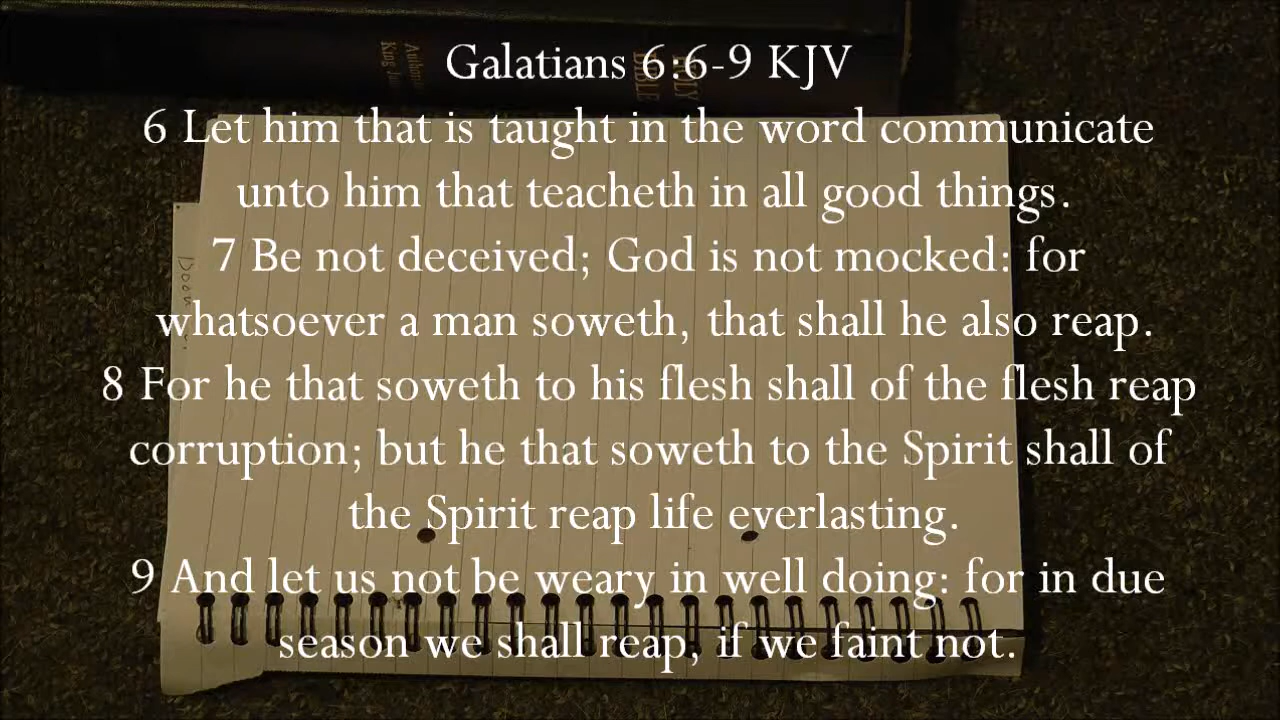 Galatians 6:6-9 KJV
6 Let him that is taught in the word communicate
unto him that teacheth in all good things.
7 Be not deceived; God is not mocked: for
whatsoever a man soweth, that shall he also reap.
8 For he that soweth to his flesh shall of the flesh reap
corruption; but he that soweth to the Spirit shall of
the Spirit reap life everlasting.
9 And let us not be weary in well doing: for in due
season we shall reap, if we faint not.
HOLY
BIBLE
King